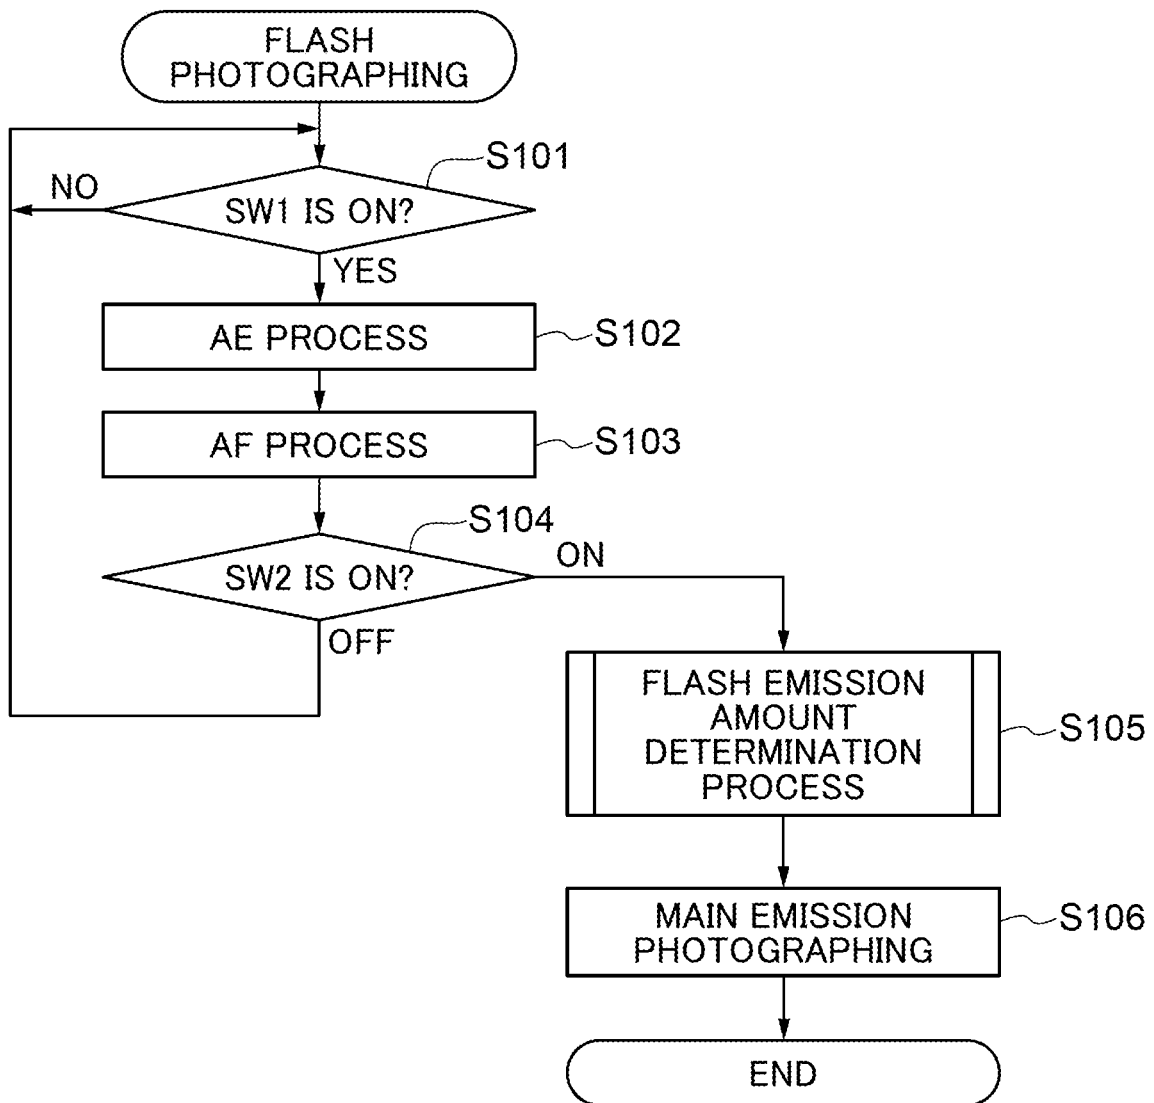 FLASH
PHOTOGRAPHING
S101
NO
SW1 IS ON?
YES
AE PROCESS
S102
AF PROCESS
S103
S104
SW2 IS ON?
ON
OFF
FLASH EMISSION
AMOUNT
DETERMINATION
PROCESS
S105
MAIN EMISSION
PHOTOGRAPHING
S106
END